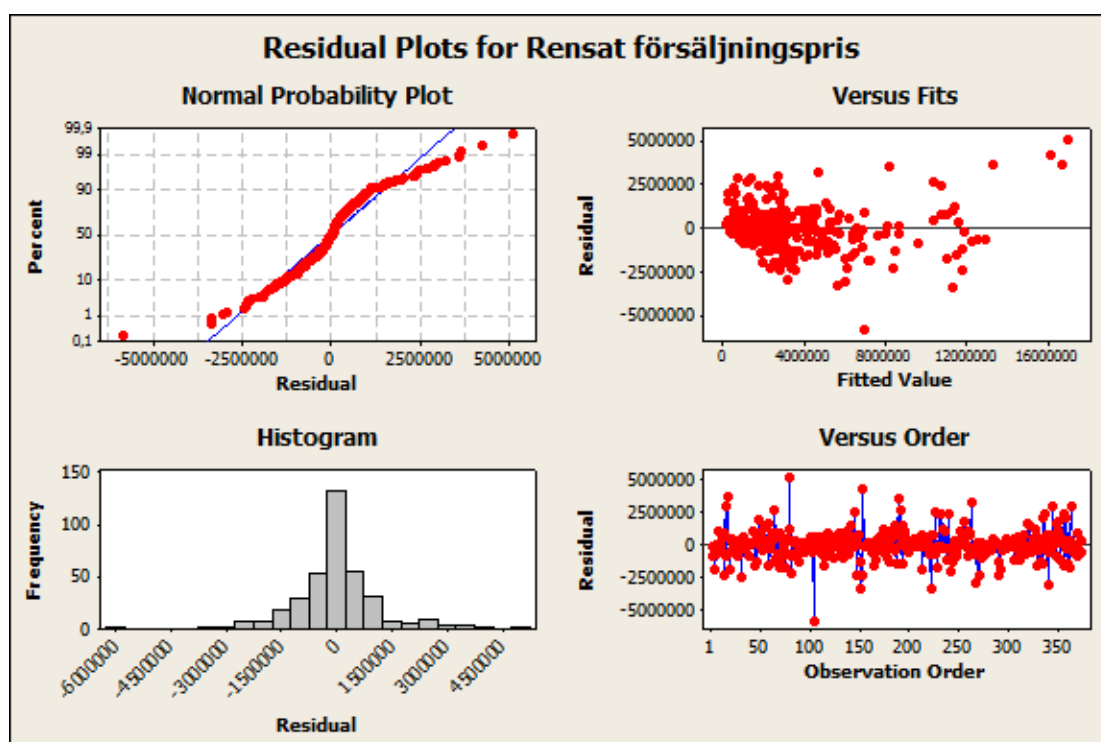 Residual Plots for Rensat försäljningspris
Normal Probability Plot
99,9
99
90
50
10
1
0,1
Percent
-5000000 -2500000 0 2500000 5000000
Residual
Versus Fits
5000000
2500000
0
-2500000
-5000000
Residual
0 4000000 8000000 12000000 16000000
Fitted Value
Histogram
150
100
50
0
Frequency
-6000000 -4500000 -3000000 -1500000 0 1500000 3000000 4500000
Residual
Versus Order
5000000
2500000
0
-2500000
-5000000
Residual
1 50 100 150 200 250 300 350
Observation Order